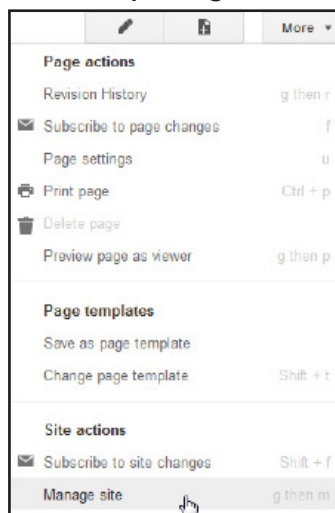 More
Page actions
Revision History g then r
Subscribe to page changes f
Page settings u
Print page Ctrl + p
Delete page
Preview page as viewer g then p
Page templates
Save as page template
Change page template Shift + t
Site actions
Subscribe to site changes Shift + f
Manage site g then m